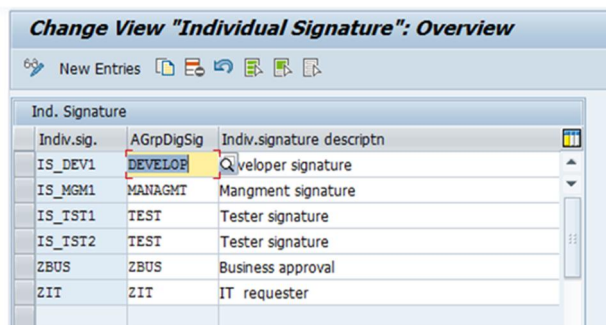 Change View "Individual Signature": Overview
New Entries
Ind. Signature
Indiv.sig. AGrpDigSig Indiv.signature descriptn
IS_DEV1 DEVELOP veloper signature
IS_MGM1 MANAGMT Mangment signature
IS_TST1 TEST Tester signature
IS_TST2 TEST Tester signature
ZBUS ZBUS Business approval
ZIT ZIT IT requester